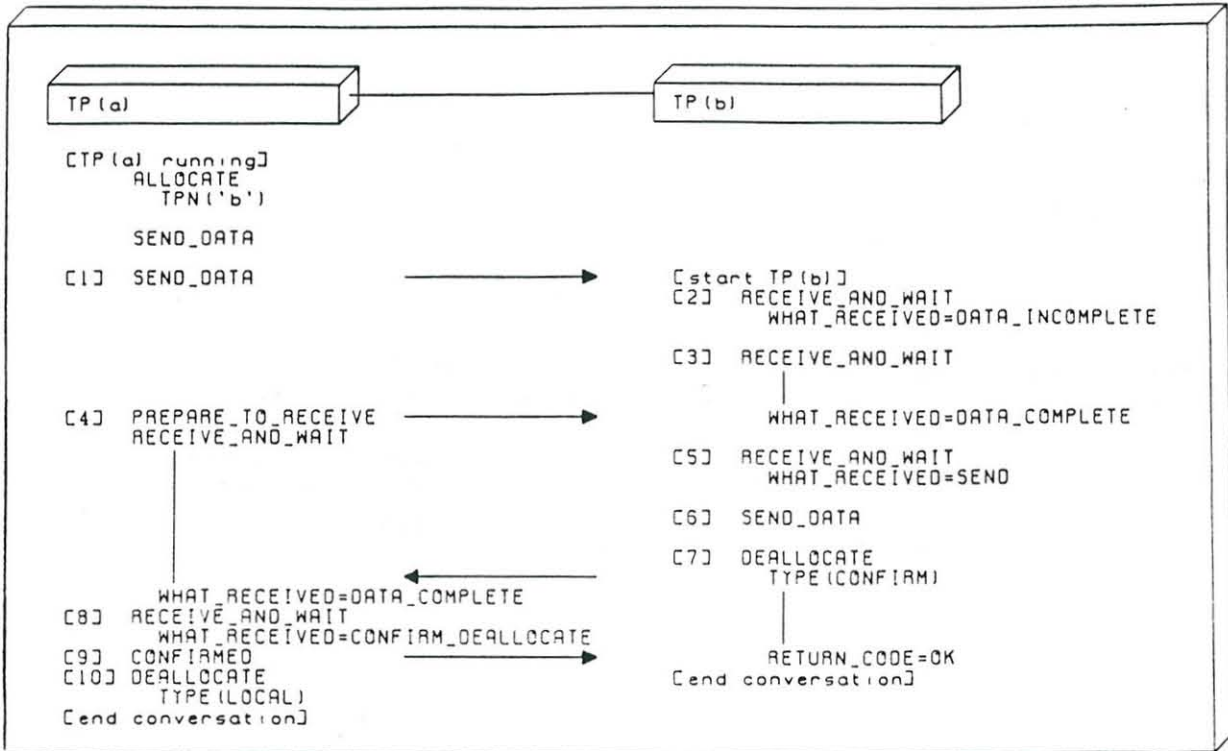 TP(a)
TP(b)
[TP(a) running]
ALLOCATE
TPN('b')
SEND_DATA
[1] SEND_DATA
[start TP(b)]
[2] RECEIVE_AND_WAIT
WHAT_RECEIVED=DATA_INCOMPLETE
[3] RECEIVE_AND_WAIT
[4] PREPARE_TO_RECEIVE
RECEIVE_AND_WAIT
WHAT_RECEIVED=DATA_COMPLETE
[5] RECEIVE_AND_WAIT
WHAT_RECEIVED=SEND
[6] SEND_DATA
[7] DEALLOCATE
TYPE(CONFIRM)
WHAT_RECEIVED=DATA_COMPLETE
[8] RECEIVE_AND_WAIT
WHAT_RECEIVED=CONFIRM_DEALLOCATE
[9] CONFIRMED
RETURN_CODE=OK
[10] DEALLOCATE
TYPE(LOCAL)
[end conversation]
[end conversation]